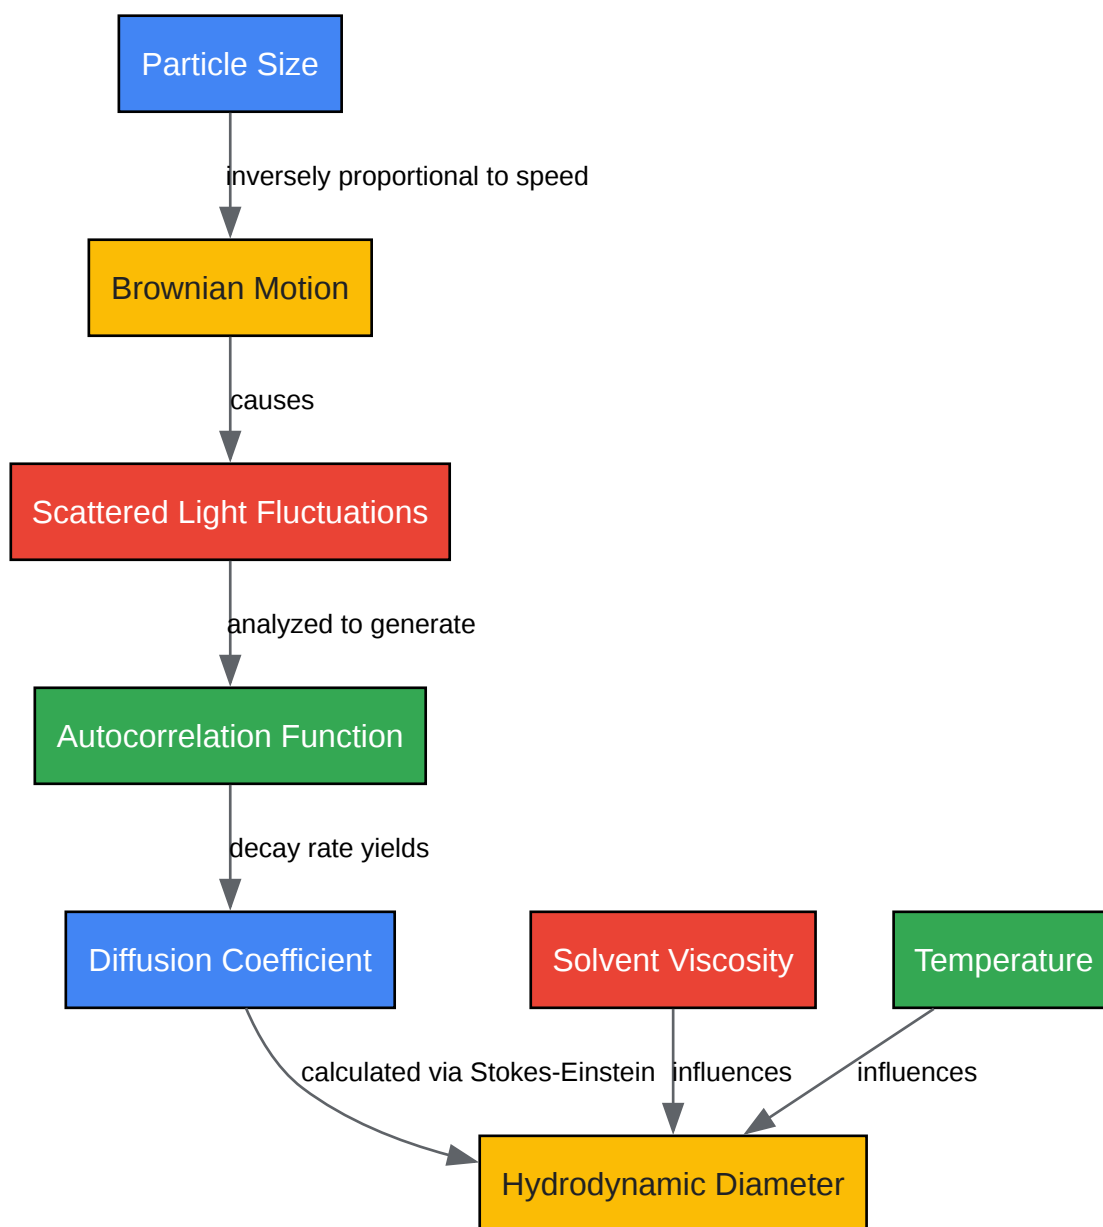 Particle Size
inversely proportional to speed
Brownian Motion
causes
Scattered Light Fluctuations
analyzed to generate
Autocorrelation Function
decay rate yields
Diffusion Coefficient
Solvent Viscosity
Temperature
calculated via Stokes-Einstein
influences
influences
Hydrodynamic Diameter